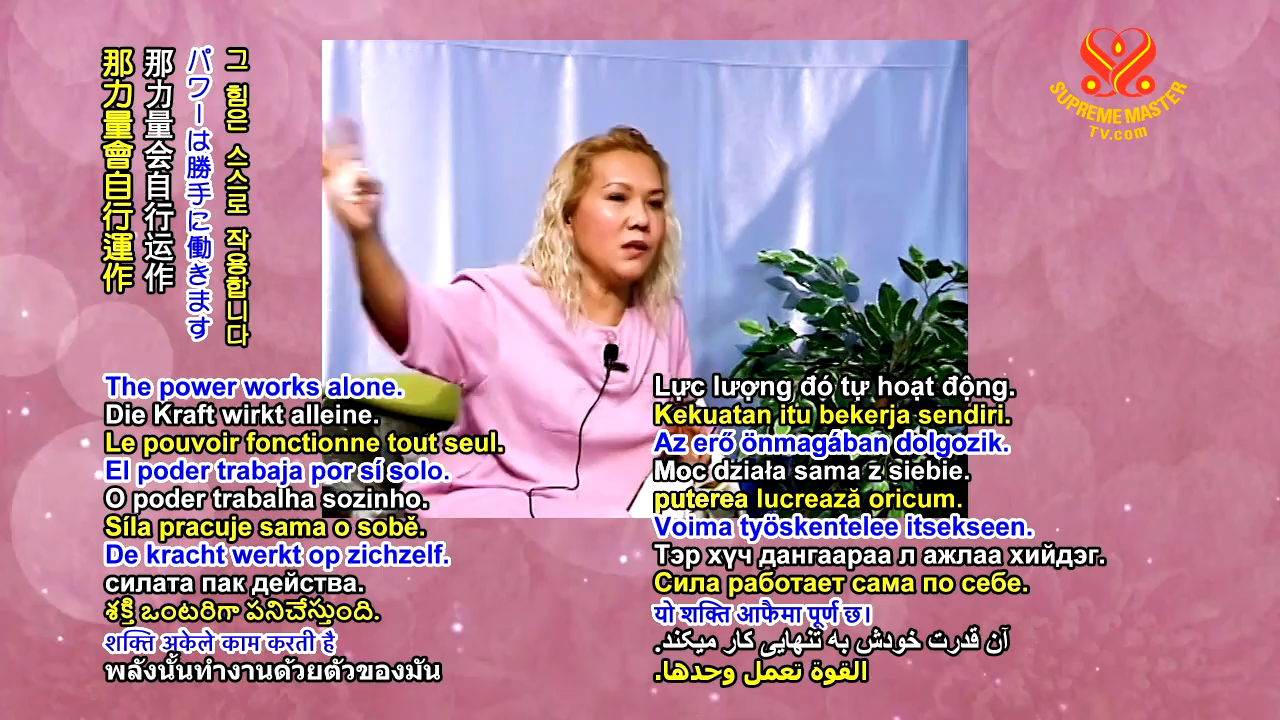 那力量會自行運作
那力量会自行运作
パワーは勝手に働きます
그 힘은 스스로 작용합니다
SUPREME MASTER
TV.com
The power works alone.
Die Kraft wirkt alleine.
Le pouvoir fonctionne tout seul.
El poder trabaja por sí solo.
O poder trabalha sozinho.
Síla pracuje sama o sobě.
De kracht werkt op zichzelf.
силата пак действа.
శక్తి ఒంటరిగా పనిచేస్తుంది.
शक्ति अकेले काम करती है
พลังนั้นทำงานด้วยตัวของมัน
Lực lượng đó tự hoạt động.
Kekuatan itu bekerja sendiri.
Az erő önmagában dolgozik.
Moc działa sama z siebie.
puterea lucrează oricum.
Voima työskentelee itsekseen.
Тэр хүч дангаараа л ажлаа хийдэг.
Сила работает сама по себе.
यो शक्ति आफैमा पूर्ण छ।
آن قدرت خودش به تنهایی کار میکند.
القوة تعمل وحدها.